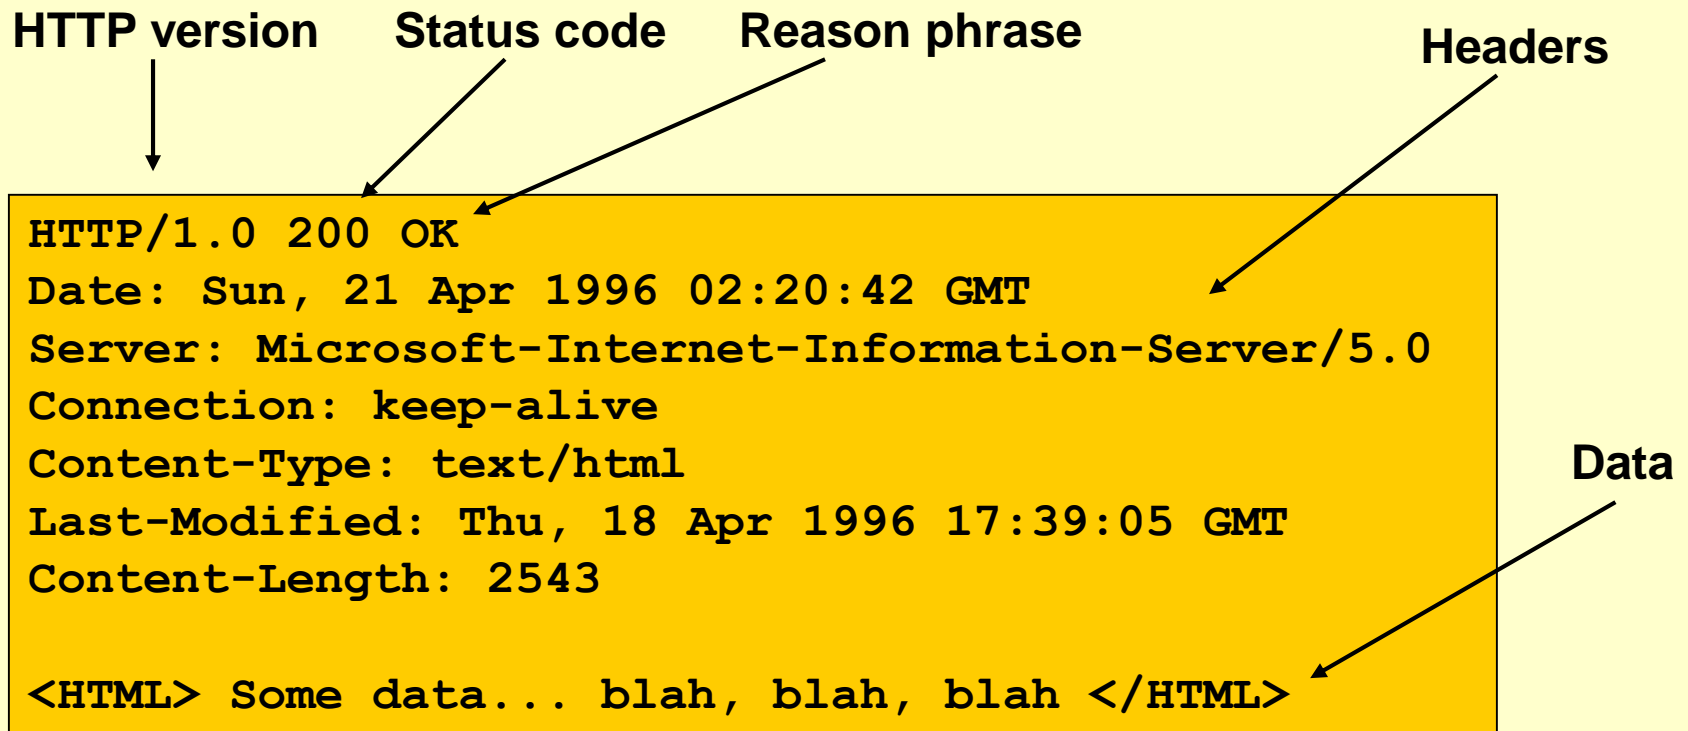 HTTP version Status code Reason phrase Headers
HTTP/1.0 200 OK
Date: Sun, 21 Apr 1996 02:20:42 GMT
Server: Microsoft-Internet-Information-Server/5.0
Connection: keep-alive
Content-Type: text/html
Data
Last-Modified: Thu, 18 Apr 1996 17:39:05 GMT
Content-Length: 2543
<HTML> Some data... blah, blah, blah </HTML>